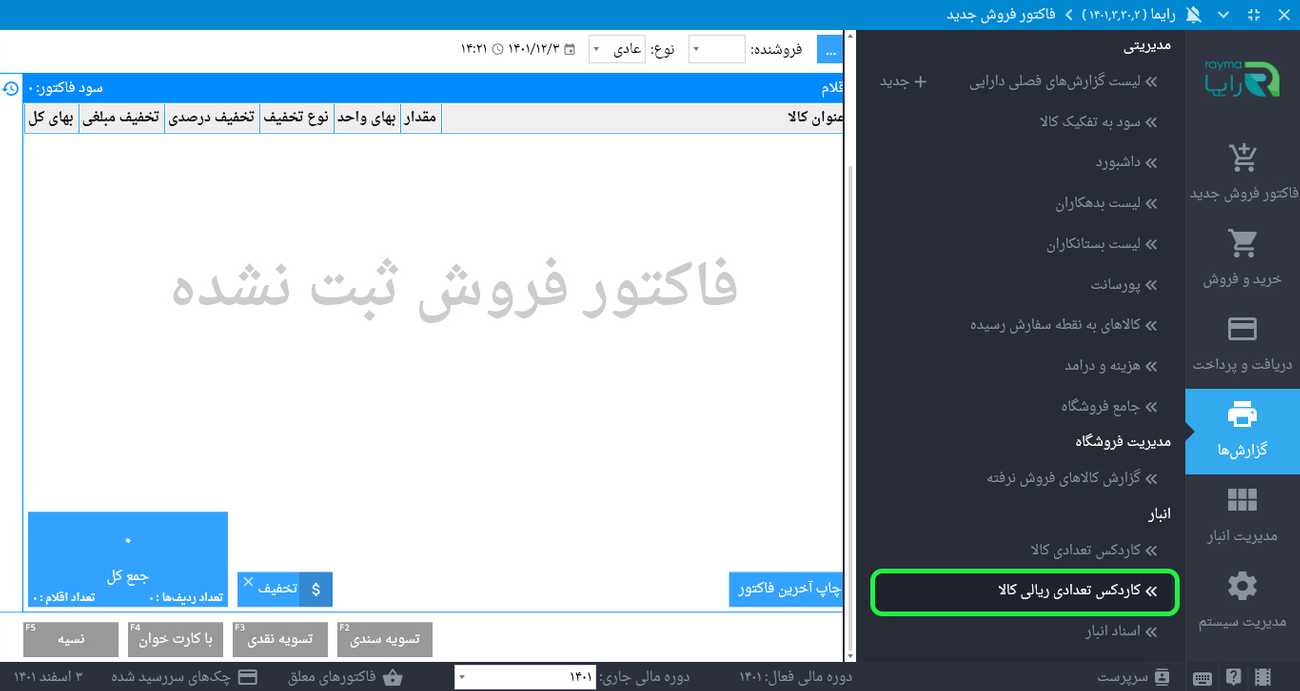 رایما (۱۴۰۱,۳,۳۰,۲) > فاکتور فروش جدید
rayma
رایما
فاکتور فروش جدید
خرید و فروش
دریافت و پرداخت
گزارش‌ها
مدیریت انبار
مدیریت سیستم
مدیریتی
لیست گزارش‌های فصلی دارایی
+ جدید
سود به تفکیک کالا
داشبورد
لیست بدهکاران
لیست بستانکاران
پورسانت
کالاهای به نقطه سفارش رسیده
هزینه و درامد
جامع فروشگاه
مدیریت فروشگاه
گزارش کالاهای فروش نرفته
انبار
کاردکس تعدادی کالا
کاردکس تعدادی ریالی کالا
اسناد انبار
... فروشنده: نوع: عادی ۱۴۰۱/۱۲/۳ ۱۴:۲۱
قلام سود فاکتور: ۰
عنوان کالا مقدار بهای واحد نوع تخفیف تخفیف درصدی تخفیف مبلغی بهای کل
فاکتور فروش ثبت نشده
چاپ آخرین فاکتور
$ تخفیف ×
۰
جمع کل
تعداد ردیف‌ها: ۰ تعداد اقلام: ۰
F2 تسویه سندی
F3 تسویه نقدی
F4 با کارت خوان
F5 نسیه
سرپرست دوره مالی فعال: ۱۴۰۱ دوره مالی جاری: ۱۴۰۱ فاکتورهای معلق چک‌های سررسید شده ۳ اسفند ۱۴۰۱